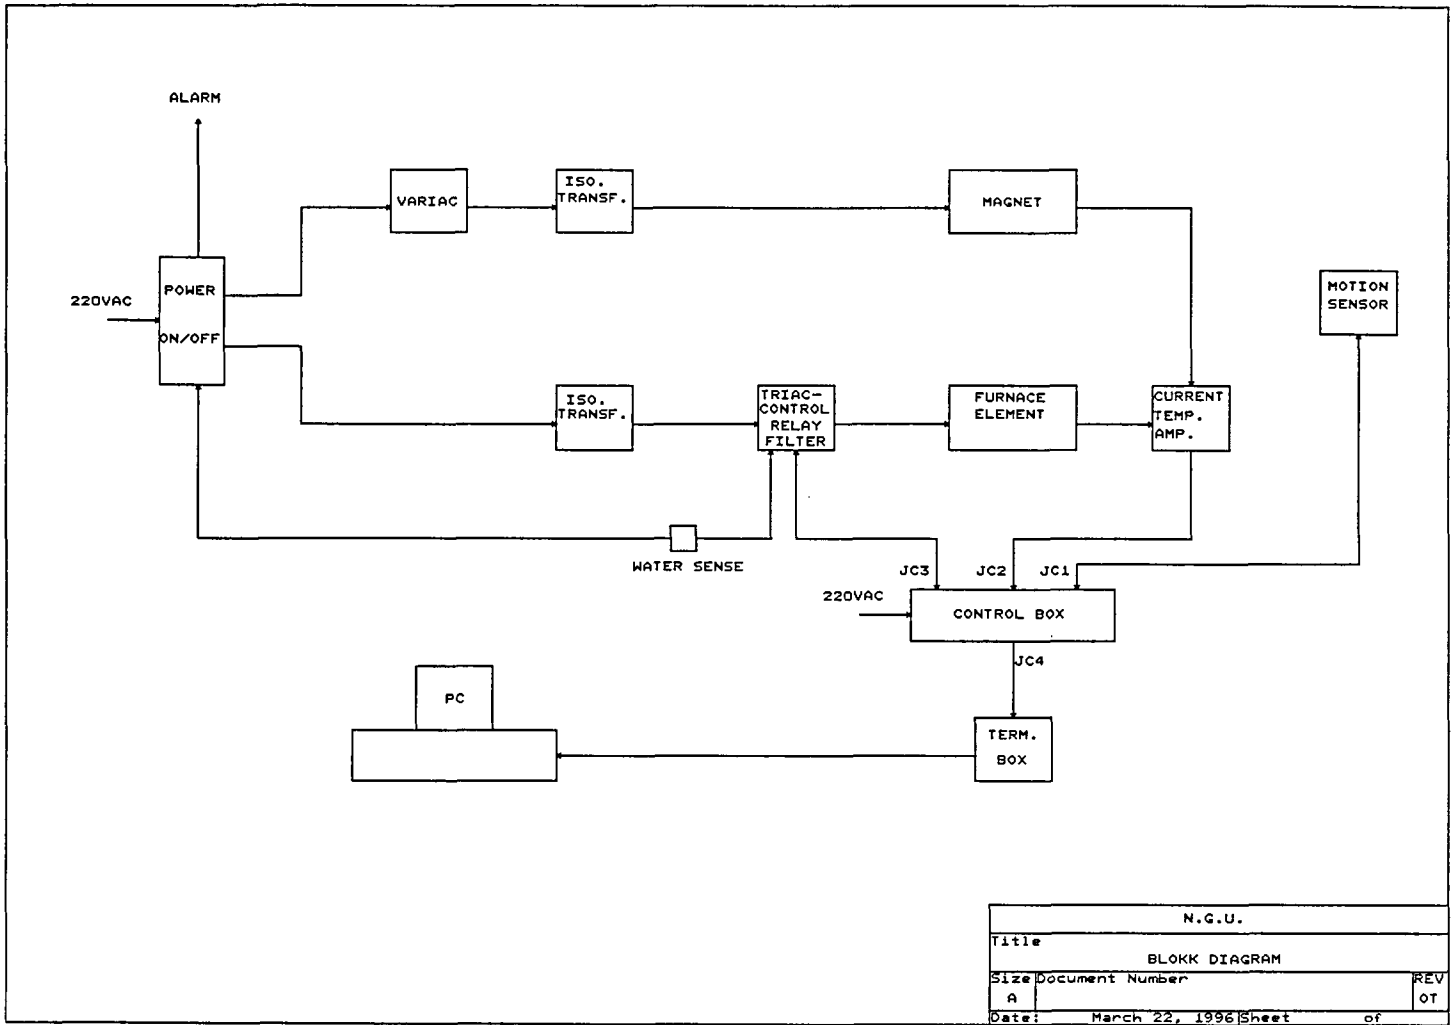 ALARM
ISO.
TRANSF.
VARIAC
MAGNET
POWER
ON/OFF
220VAC
MOTION
SENSOR
ISO.
TRANSF.
TRIAC-
CONTROL
RELAY
FILTER
FURNACE
ELEMENT
CURRENT
TEMP.
AMP.
WATER SENSE
JC3
JC2
JC1
220VAC
CONTROL BOX
JC4
PC
TERM.
BOX
N.G.U.
Title
BLOKK DIAGRAM
Size
Document Number
REV
A
OT
Date: March 22, 1996
Sheet of